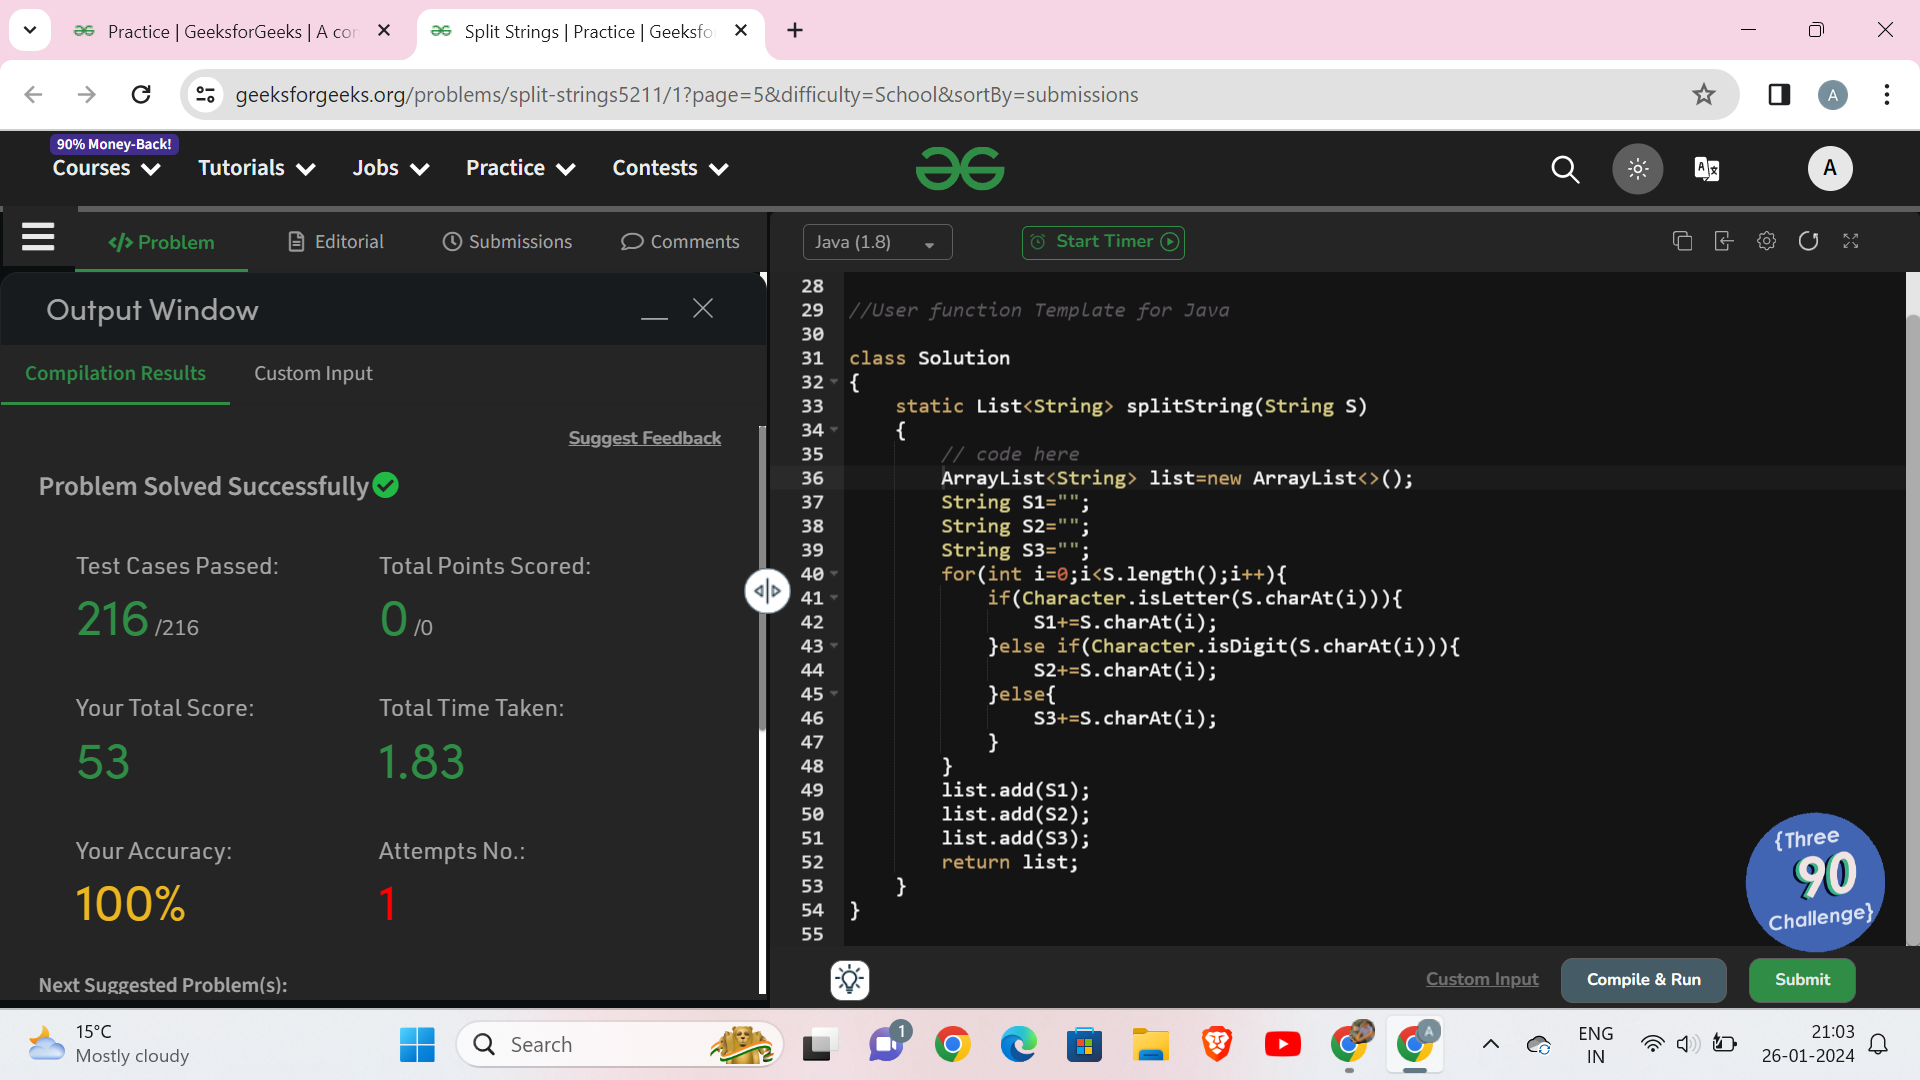 Practice | GeeksforGeeks | A cor
Split Strings | Practice | Geeksfo
geeksforgeeks.org/problems/split-strings5211/1?page=5&difficulty=School&sortBy=submissions
A
90% Money-Back!
Courses
Tutorials
Jobs
Practice
Contests
A
</> Problem
Editorial
Submissions
Comments
Java (1.8)
Start Timer
Output Window
Compilation Results
Custom Input
Suggest Feedback
Problem Solved Successfully
Test Cases Passed:
216 /216
Total Points Scored:
0 /0
Your Total Score:
53
Total Time Taken:
1.83
Your Accuracy:
100%
Attempts No.:
1
Next Suggested Problem(s):
28
29 //User function Template for Java
30
31 class Solution
32 {
33 static List<String> splitString(String S)
34 {
35 // code here
36 ArrayList<String> list=new ArrayList<>();
37 String S1="";
38 String S2="";
39 String S3="";
40 for(int i=0;i<S.length();i++){
41 if(Character.isLetter(S.charAt(i))){
42 S1+=S.charAt(i);
43 }else if(Character.isDigit(S.charAt(i))){
44 S2+=S.charAt(i);
45 }else{
46 S3+=S.charAt(i);
47 }
48 }
49 list.add(S1);
50 list.add(S2);
51 list.add(S3);
52 return list;
53 }
54 }
55
{Three
90
Challenge}
Custom Input
Compile & Run
Submit
15°C
Mostly cloudy
Search
1
A
ENG
IN
21:03
26-01-2024